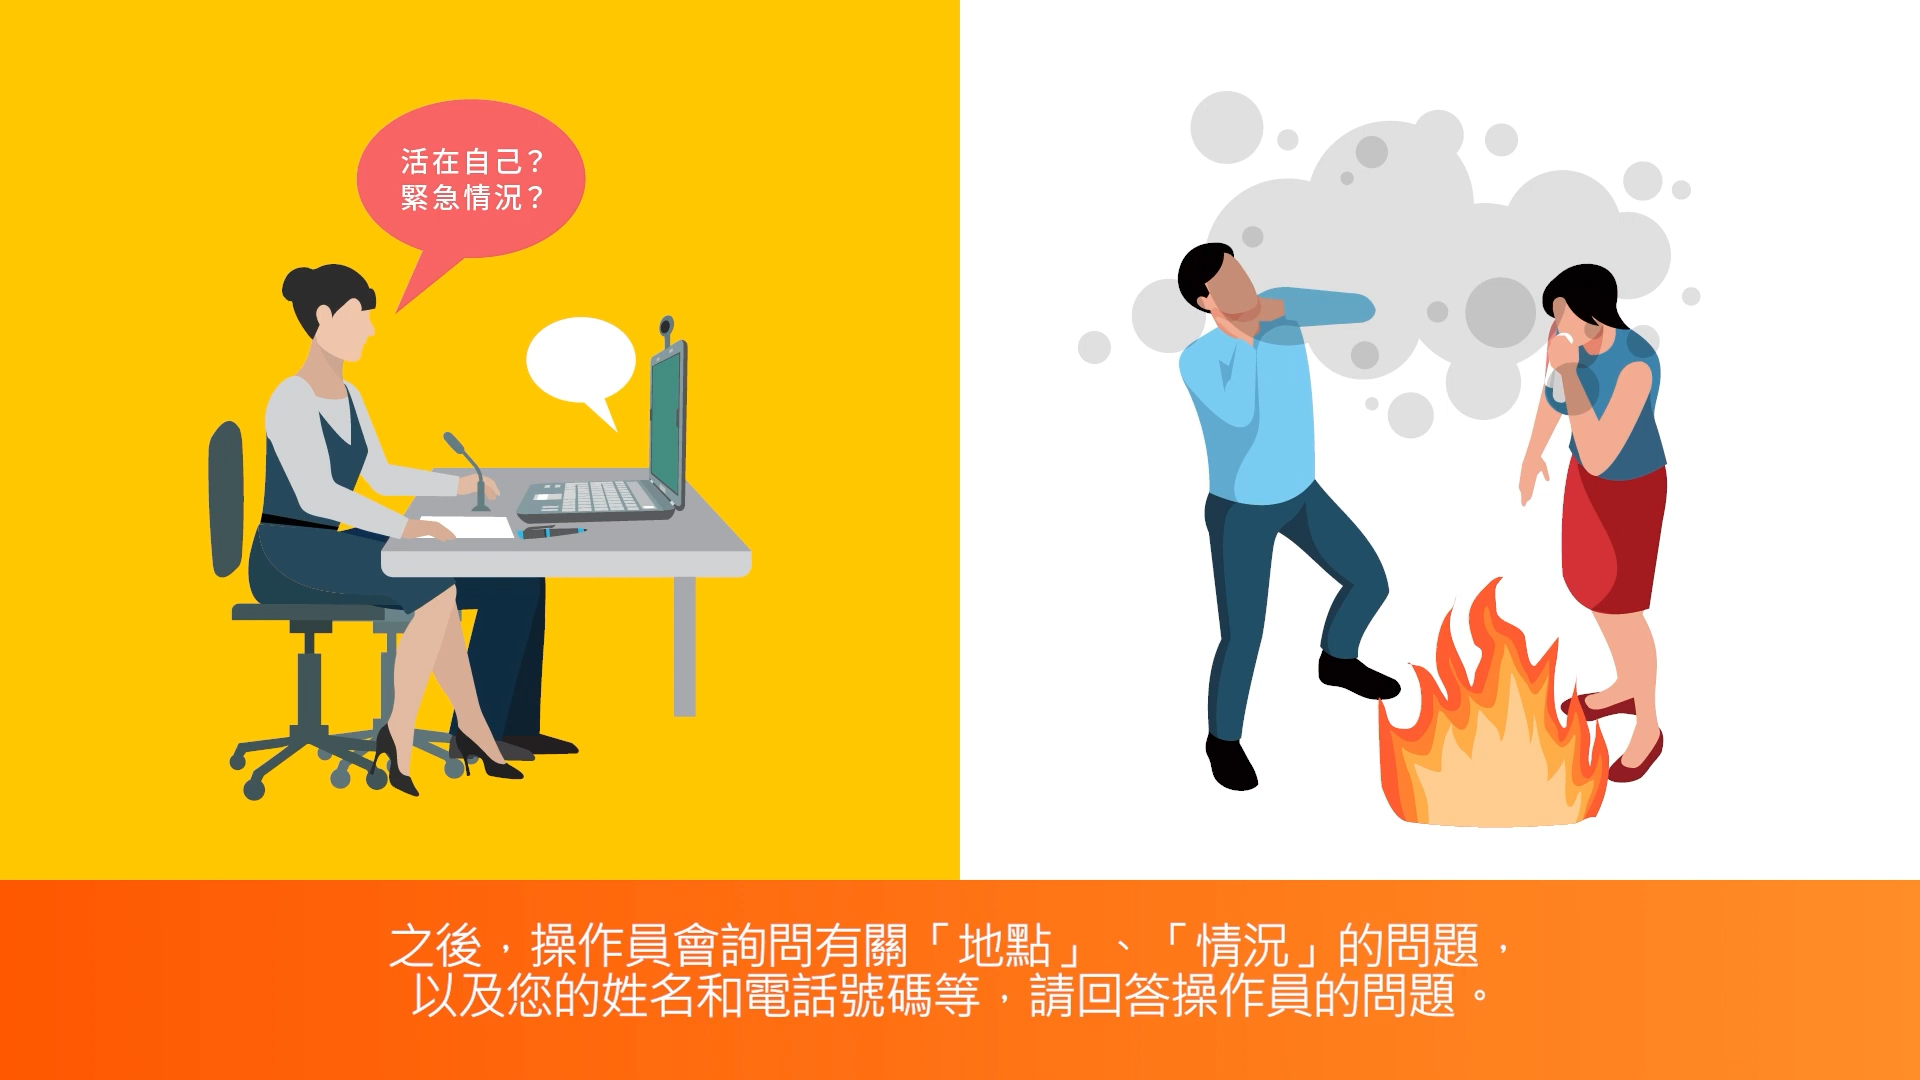 活在自己？
緊急情況？
之後，操作員會詢問有關「地點」、「情況」的問題，
以及您的姓名和電話號碼等，請回答操作員的問題。